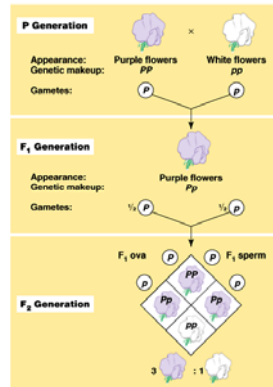 P Generation
×
Appearance: Purple flowers White flowers
Genetic makeup: PP pp
Gametes: P p
F1 Generation
Appearance: Purple flowers
Genetic makeup: Pp
Gametes: 1/2 P 1/2 p
F1 ova P P F1 sperm
p p
PP
Pp Pp
pp
F2 Generation
3 : 1